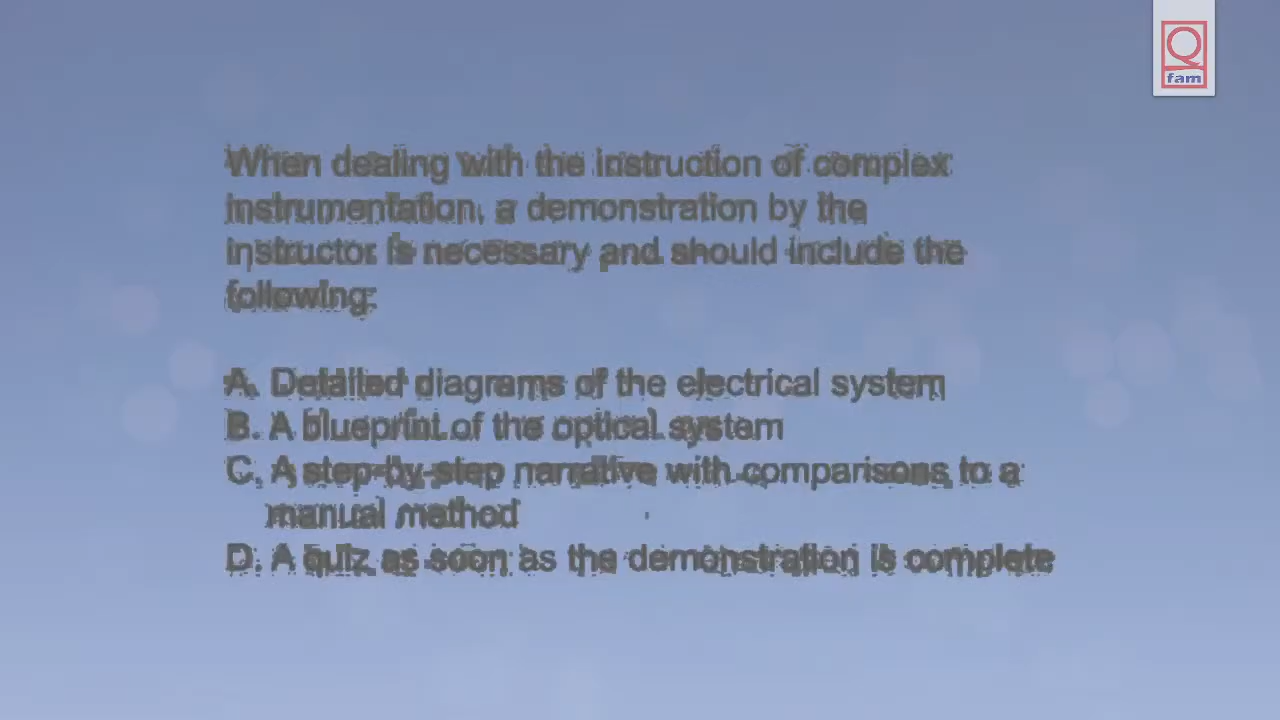 Q
fam
When dealing with the instruction of complex
instrumentation, a demonstration by the
instructor is necessary and should include the
following:
A. Detailed diagrams of the electrical system
B. A blueprint of the optical system
C. A step-by-step narrative with comparisons to a
manual method
D. A quiz as soon as the demonstration is complete